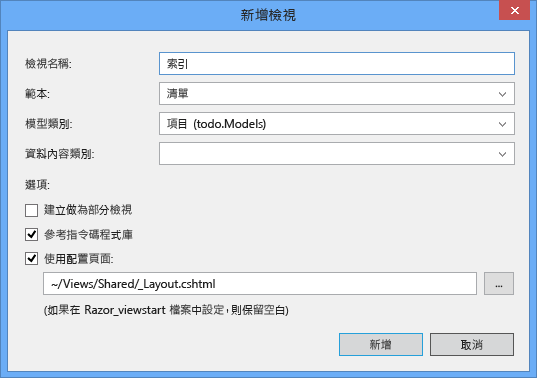 新增檢視
檢視名稱: 索引
範本: 清單
模型類別: 項目 (todo.Models)
資料內容類別:
選項:
建立做為部分檢視
參考指令碼程式庫
使用配置頁面:
~/Views/Shared/_Layout.cshtml ...
(如果在 Razor_viewstart 檔案中設定，則保留空白)
新增 取消